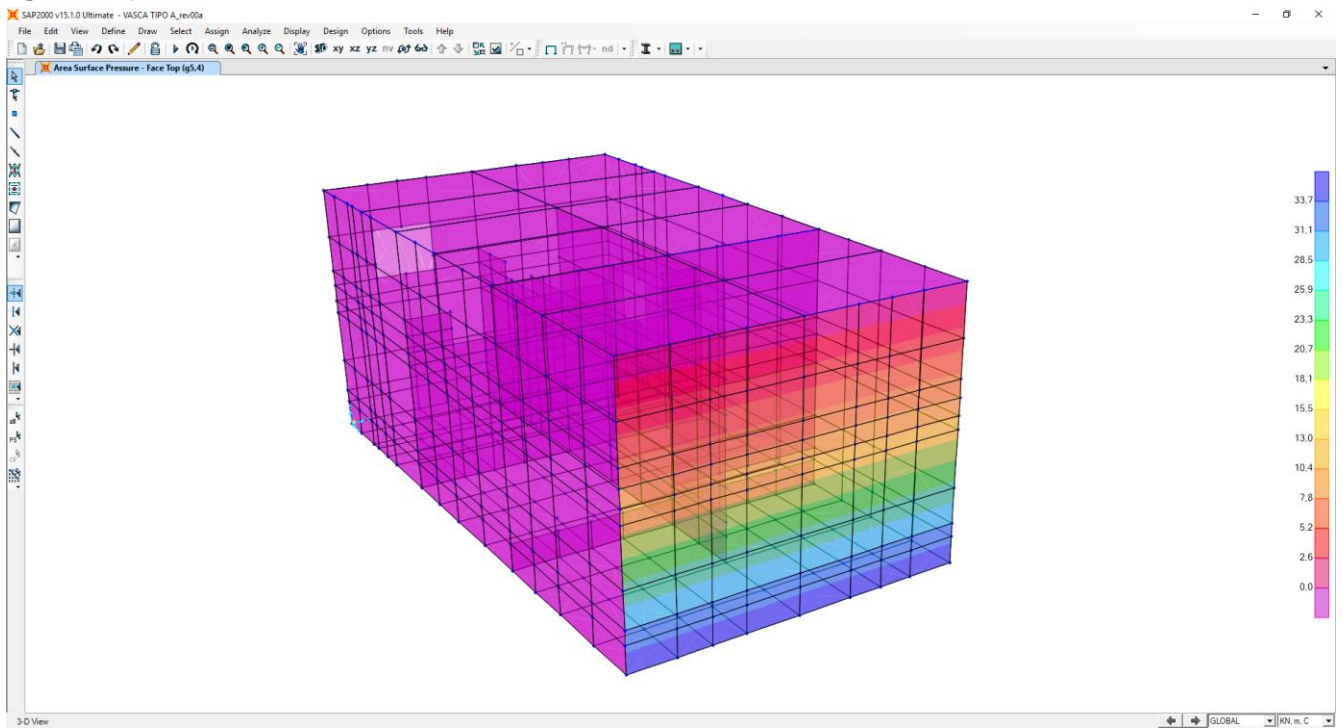 SAP2000 v15.1.0 Ultimate - VASCA TIPO A_rev00a
File Edit View Define Draw Select Assign Analyze Display Design Options Tools Help
3D xy xz yz nv nd
Area Surface Pressure - Face Top (g5,4)
33.7
31.1
28.5
25.9
23.3
20.7
18.1
15.5
13.0
10.4
7.8
5.2
2.6
0.0
all
PS
3-D View
GLOBAL
KN, m, C